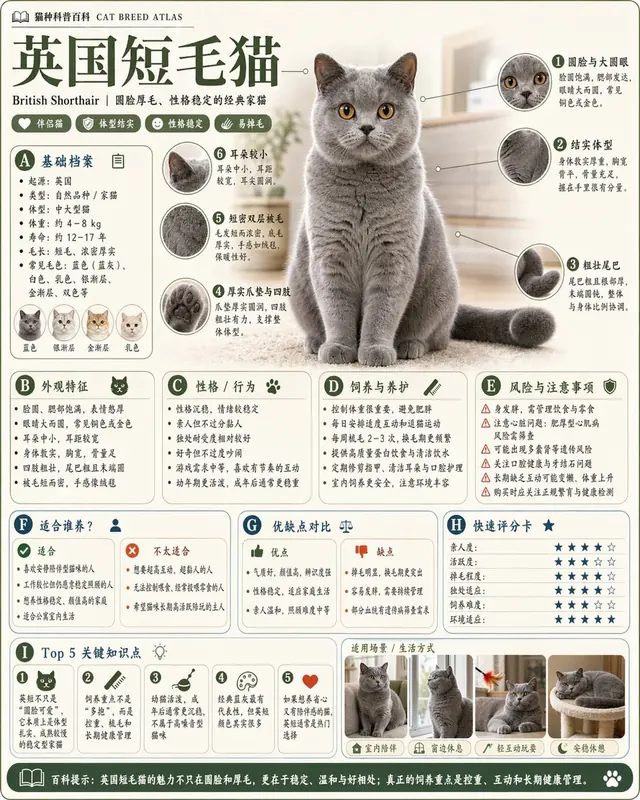 猫种科普百科 CAT BREED ATLAS
英国短毛猫
British Shorthair | 圆脸厚毛、性格稳定的经典家猫
伴侣猫
体型结实
性格稳定
易掉毛
A 基础档案
• 起源：英国
• 类型：自然品种 / 家猫
• 体型：中大型猫
• 体重：约 4–8 kg
• 寿命：约 12–17 年
• 毛长：短毛、浓密厚实
• 常见毛色：蓝色（蓝灰）、
白色、乳色、银渐层、
金渐层、双色等
蓝色
银渐层
金渐层
乳色
6 耳朵较小
耳朵中小，耳距
较宽，耳尖圆润。
5 短密双层被毛
毛发短而浓密，底毛
厚实，手感如绒毯，
保暖性好。
4 厚实爪垫与四肢
爪垫厚实圆润，四肢
粗壮有力，支撑整
体体型。
1 圆脸与大圆眼
脸圆饱满，腮部发达，
眼睛大而圆，常见
铜色或金色。
2 结实体型
身体敦实厚重，胸宽
背平，骨量充足，
握在手里很有分量。
3 粗壮尾巴
尾巴粗且根部厚，
末端圆钝，整体
与身体比例协调。
B 外观特征
• 脸圆、腮部饱满，表情憨厚
• 眼睛大而圆，常见铜色或金色
• 耳朵中小，耳距较宽
• 身体敦实，胸宽，骨量足
• 四肢粗壮，尾巴粗且末端圆
• 被毛短而密，手感像绒毯
C 性格 / 行为
• 性格沉稳，情绪较稳定
• 亲人但不过分黏人
• 独处耐受度相对较好
• 好奇但不过度吵闹
• 游戏需求中等，喜欢有节奏的互动
• 幼年期更活泼，成年后通常更稳重
D 饲养与养护
• 控制体重很重要，避免肥胖
• 每日安排适度互动和逗猫运动
• 每周梳毛 2–3 次，换毛期更频繁
• 提供高质量蛋白饮食与清洁饮水
• 定期修剪指甲、清洁耳朵与口腔护理
• 室内饲养更安全，注意环境丰容
E 风险与注意事项
易发胖，需管理饮食与零食
注意心脏问题：肥厚型心肌病
风险需筛查
可能出现多囊肾等遗传风险
关注口腔健康与牙结石问题
长期缺乏互动可能变懒、体重上升
购买时应关注正规繁育与健康检测
F 适合谁养？
适合
• 喜欢安静陪伴型猫咪的人
• 工作较忙但仍愿意稳定照顾的人
• 想养性格稳定、颜值高的家庭
• 适合公寓室内生活
不太适合
• 想要超高互动、超黏人的人
• 无法控制喂食、经常投喂零食的人
• 希望猫咪长期高活跃陪玩的主人
G 优缺点对比
优点
• 气质好，颜值高，辨识度强
• 性格稳定，适应家庭生活
• 亲人温和，照顾难度中等
缺点
• 掉毛明显，换毛期更突出
• 容易发胖，需要持续管理
• 部分血统有遗传病筛查需求
H 快速评分卡
亲人度： ★★★★☆
活跃度： ★★★☆☆
掉毛程度： ★★★★☆
独处适应： ★★★★☆
饲养难度： ★★★☆☆
环境适应： ★★★★★
I Top 5 关键知识点
1 英短不只是
“圆脸可爱”，
它本质上是体型
扎实、成熟较慢
的稳定型家猫
2 饲养重点不是
“多抱”，而是
控重、梳毛和
长期健康管理
3 幼猫活泼，成
年后通常更沉稳，
不属于高噪音型
猫咪
4 经典蓝灰最有
代表性，但英短
颜色其实很多
5 如果想养省心
又有陪伴感的猫，
英短通常是热门
选择
适用场景 / 生活方式
室内陪伴
窗边休息
轻互动玩耍
安稳休憩
百科提示：英国短毛猫的魅力不只在圆脸和厚毛，更在于稳定、温和与好相处；真正的饲养重点是控重、互动和长期健康管理。